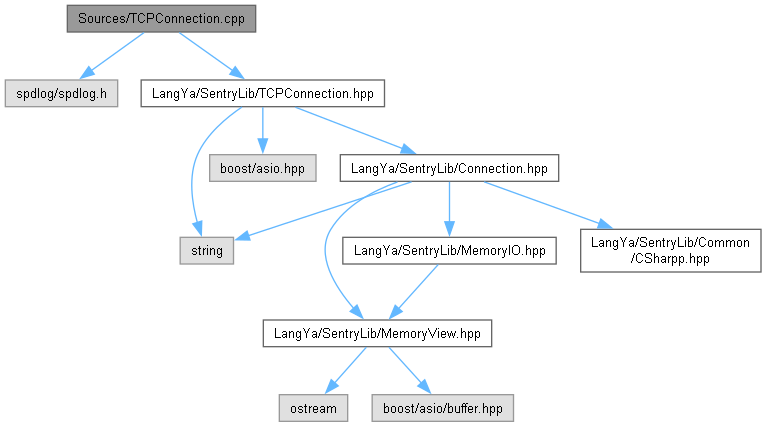 Sources/TCPConnection.cpp
spdlog/spdlog.h
LangYa/SentryLib/TCPConnection.hpp
boost/asio.hpp
LangYa/SentryLib/Connection.hpp
string
LangYa/SentryLib/MemoryIO.hpp
LangYa/SentryLib/Common
/CSharpp.hpp
LangYa/SentryLib/MemoryView.hpp
ostream
boost/asio/buffer.hpp